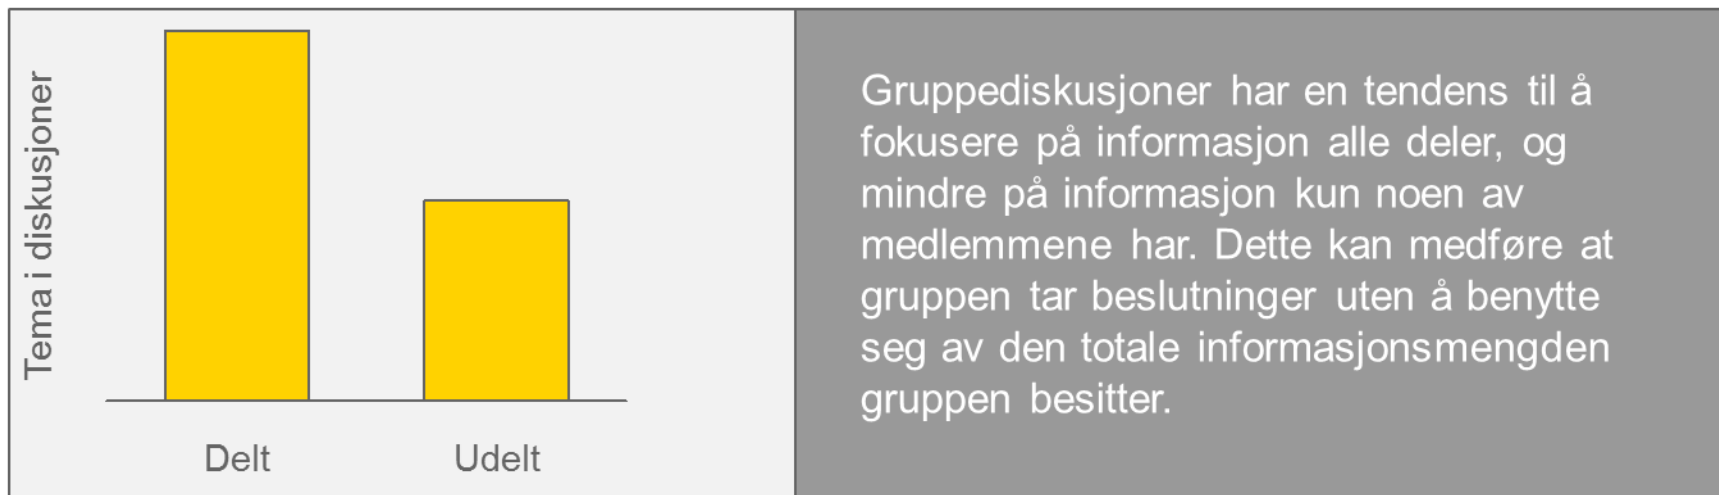 Tema i diskusjoner
Delt
Udelt
Gruppediskusjoner har en tendens til å
fokusere på informasjon alle deler, og
mindre på informasjon kun noen av
medlemmene har. Dette kan medføre at
gruppen tar beslutninger uten å benytte
seg av den totale informasjonsmengden
gruppen besitter.